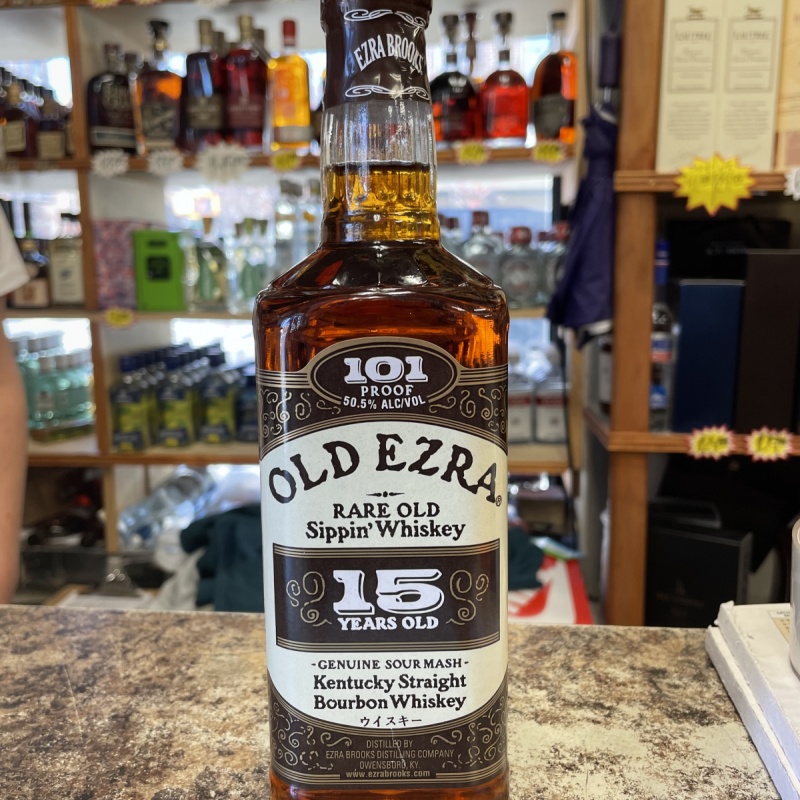 EZRA BROOKS
101
PROOF
50.5% ALC/VOL
OLD EZRA®
RARE OLD
Sippin' Whiskey
15
YEARS OLD
-GENUINE SOUR MASH-
Kentucky Straight
Bourbon Whiskey
ウイスキー
DISTILLED BY
EZRA BROOKS DISTILLING COMPANY
OWENSBORO, KY.
www.ezrabrooks.com